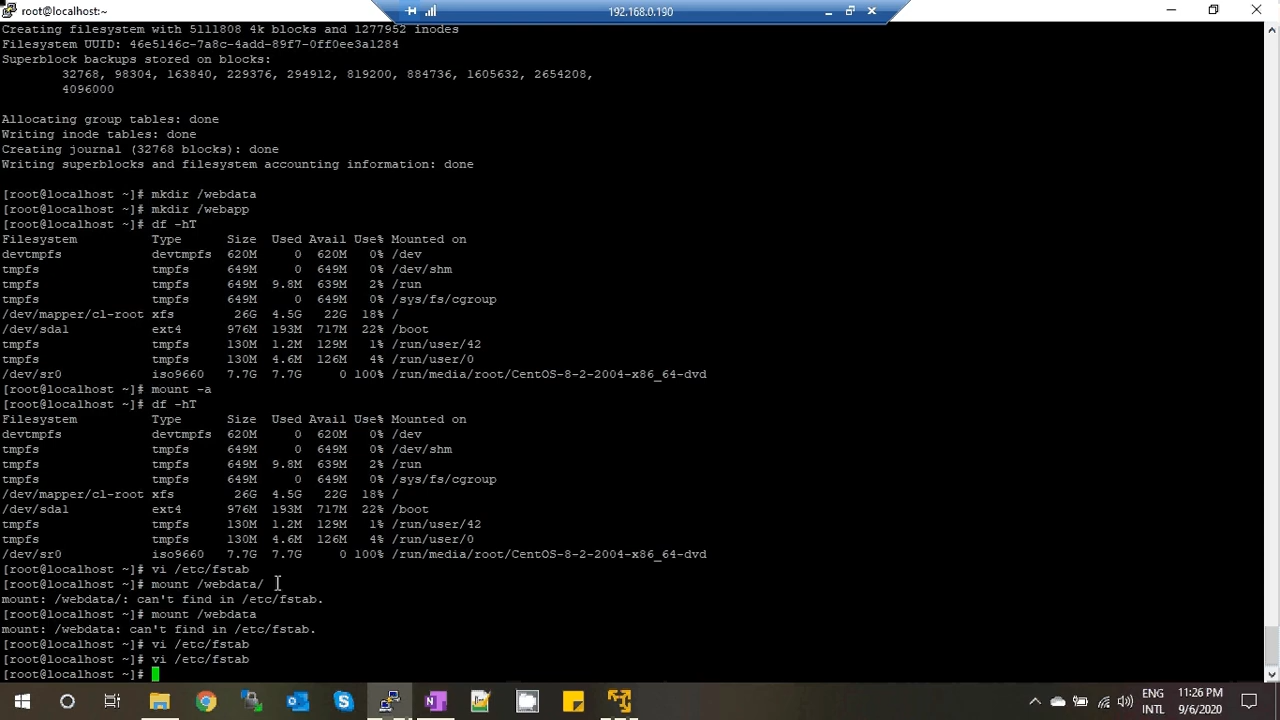 root@localhost:~
192.168.0.190
Creating filesystem with 5111808 4k blocks and 1277952 inodes
Filesystem UUID: 46e5146c-7a8c-4add-89f7-0ff0ee3a1284
Superblock backups stored on blocks:
32768, 98304, 163840, 229376, 294912, 819200, 884736, 1605632, 2654208,
4096000
Allocating group tables: done
Writing inode tables: done
Creating journal (32768 blocks): done
Writing superblocks and filesystem accounting information: done
[root@localhost ~]# mkdir /webdata
[root@localhost ~]# mkdir /webapp
[root@localhost ~]# df -hT
Filesystem Type Size Used Avail Use% Mounted on
devtmpfs devtmpfs 620M 0 620M 0% /dev
tmpfs tmpfs 649M 0 649M 0% /dev/shm
tmpfs tmpfs 649M 9.8M 639M 2% /run
tmpfs tmpfs 649M 0 649M 0% /sys/fs/cgroup
/dev/mapper/cl-root xfs 26G 4.5G 22G 18% /
/dev/sda1 ext4 976M 193M 717M 22% /boot
tmpfs tmpfs 130M 1.2M 129M 1% /run/user/42
tmpfs tmpfs 130M 4.6M 126M 4% /run/user/0
/dev/sr0 iso9660 7.7G 7.7G 0 100% /run/media/root/CentOS-8-2-2004-x86_64-dvd
[root@localhost ~]# mount -a
[root@localhost ~]# df -hT
Filesystem Type Size Used Avail Use% Mounted on
devtmpfs devtmpfs 620M 0 620M 0% /dev
tmpfs tmpfs 649M 0 649M 0% /dev/shm
tmpfs tmpfs 649M 9.8M 639M 2% /run
tmpfs tmpfs 649M 0 649M 0% /sys/fs/cgroup
/dev/mapper/cl-root xfs 26G 4.5G 22G 18% /
/dev/sda1 ext4 976M 193M 717M 22% /boot
tmpfs tmpfs 130M 1.2M 129M 1% /run/user/42
tmpfs tmpfs 130M 4.6M 126M 4% /run/user/0
/dev/sr0 iso9660 7.7G 7.7G 0 100% /run/media/root/CentOS-8-2-2004-x86_64-dvd
[root@localhost ~]# vi /etc/fstab
[root@localhost ~]# mount /webdata/
mount: /webdata/: can't find in /etc/fstab.
[root@localhost ~]# mount /webdata
mount: /webdata: can't find in /etc/fstab.
[root@localhost ~]# vi /etc/fstab
[root@localhost ~]# vi /etc/fstab
[root@localhost ~]#
ENG 11:26 PM
INTL 9/6/2020